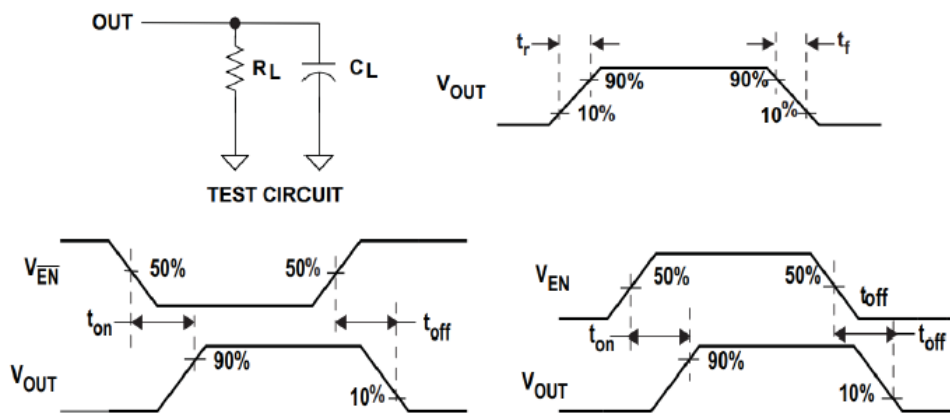 OUT
RL
CL
TEST CIRCUIT
tr
tf
VOUT
90%
90%
10%
10%
VEN
50%
50%
ton
toff
VOUT
90%
10%
VEN
50%
50%
toff
ton
toff
VOUT
90%
10%